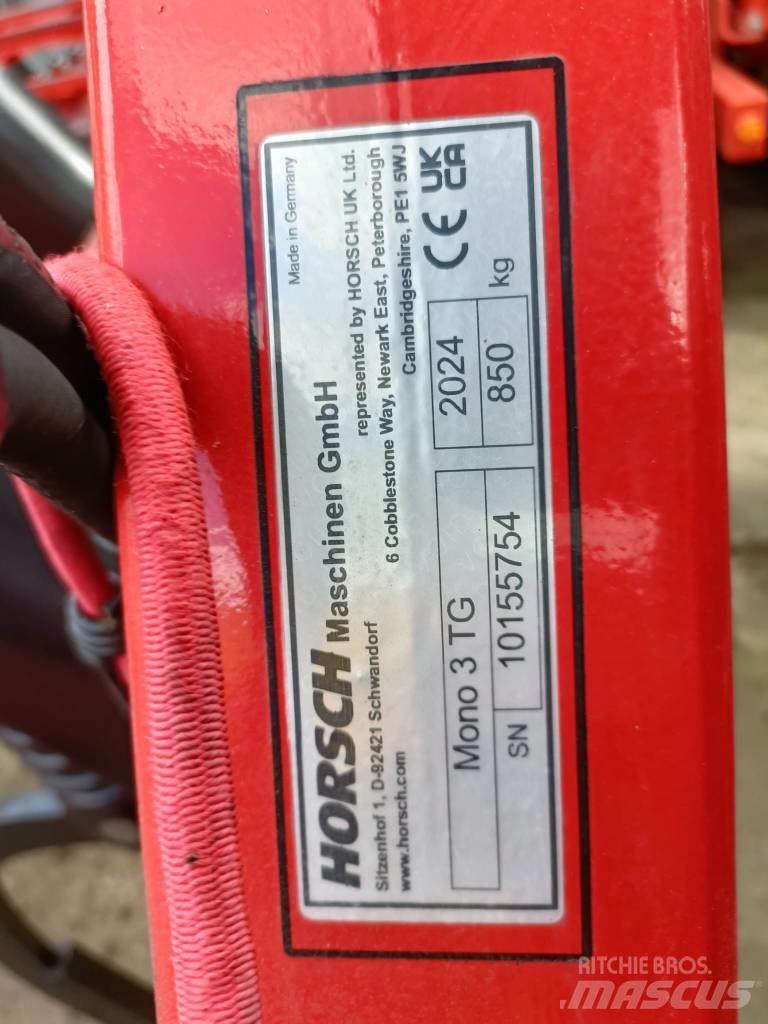 Made in Germany
HORSCH Maschinen GmbH
Sitzenhof 1, D-92421 Schwandorf
www.horsch.com
represented by HORSCH UK Ltd.
6 Cobblestone Way, Newark East, Peterborough
Cambridgeshire, PE1 5WJ
Mono 3 TG 2024 CE UK CA
SN 10155754 850 kg
RITCHIE BROS.
MASCUS